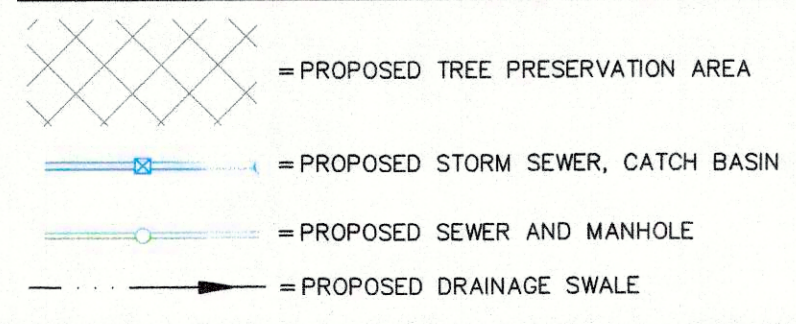 = PROPOSED TREE PRESERVATION AREA
= PROPOSED STORM SEWER, CATCH BASIN
= PROPOSED SEWER AND MANHOLE
= PROPOSED DRAINAGE SWALE